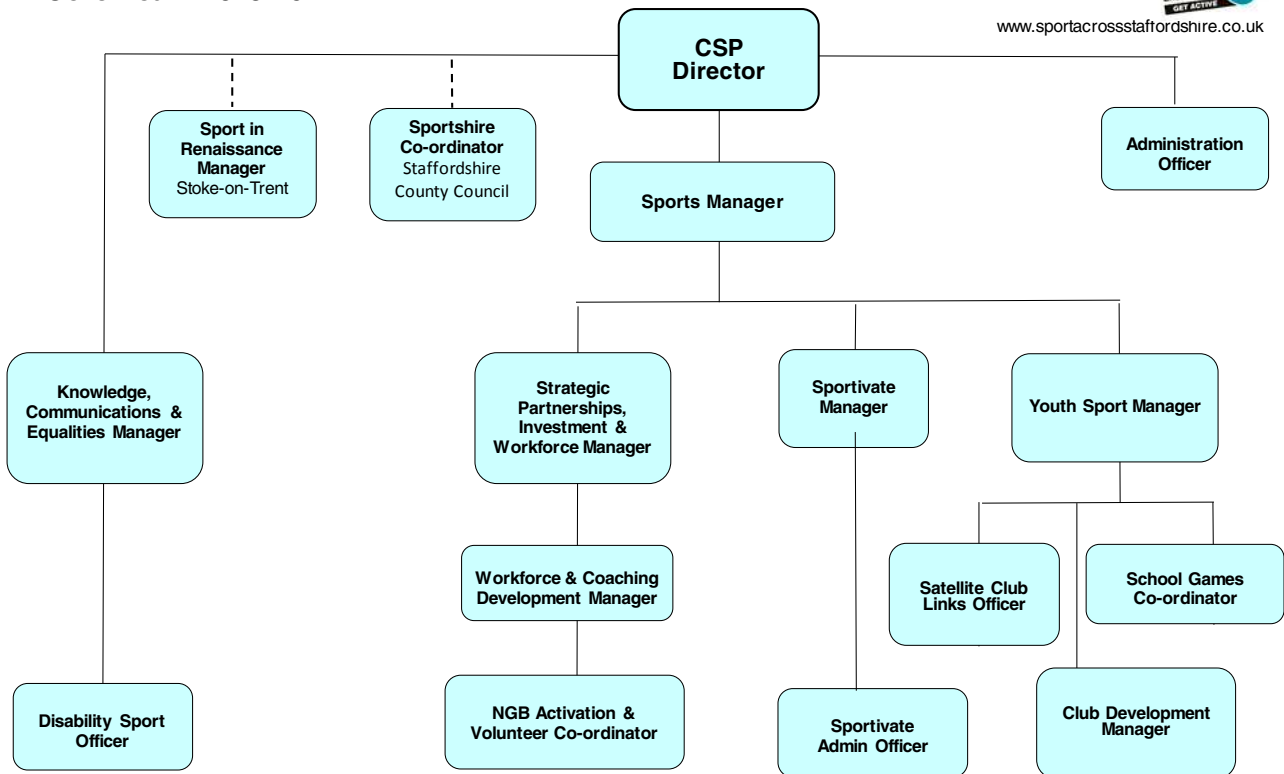 GET ACTIVE
www.sportacrossstaffordshire.co.uk
CSP
Director
Sport in
Renaissance
Manager
Stoke-on-Trent
Sportshire
Co-ordinator
Staffordshire
County Council
Administration
Officer
Sports Manager
Knowledge,
Communications &
Equalities Manager
Strategic
Partnerships,
Investment &
Workforce Manager
Sportivate
Manager
Youth Sport Manager
Workforce & Coaching
Development Manager
Satellite Club
Links Officer
School Games
Co-ordinator
Disability Sport
Officer
NGB Activation &
Volunteer Co-ordinator
Sportivate
Admin Officer
Club Development
Manager